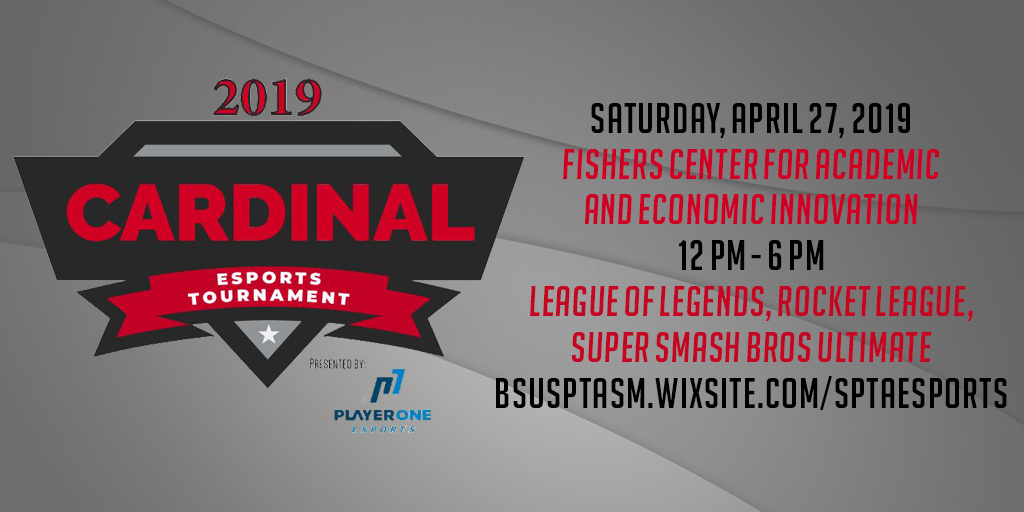 2019
CARDINAL
ESPORTS
TOURNAMENT
PRESENTED BY:
PLAYERONE
ESPORTS
SATURDAY, APRIL 27, 2019
FISHERS CENTER FOR ACADEMIC
AND ECONOMIC INNOVATION
12 PM - 6 PM
LEAGUE OF LEGENDS, ROCKET LEAGUE,
SUPER SMASH BROS ULTIMATE
BSUSPTASM.WIXSITE.COM/SPTAESPORTS